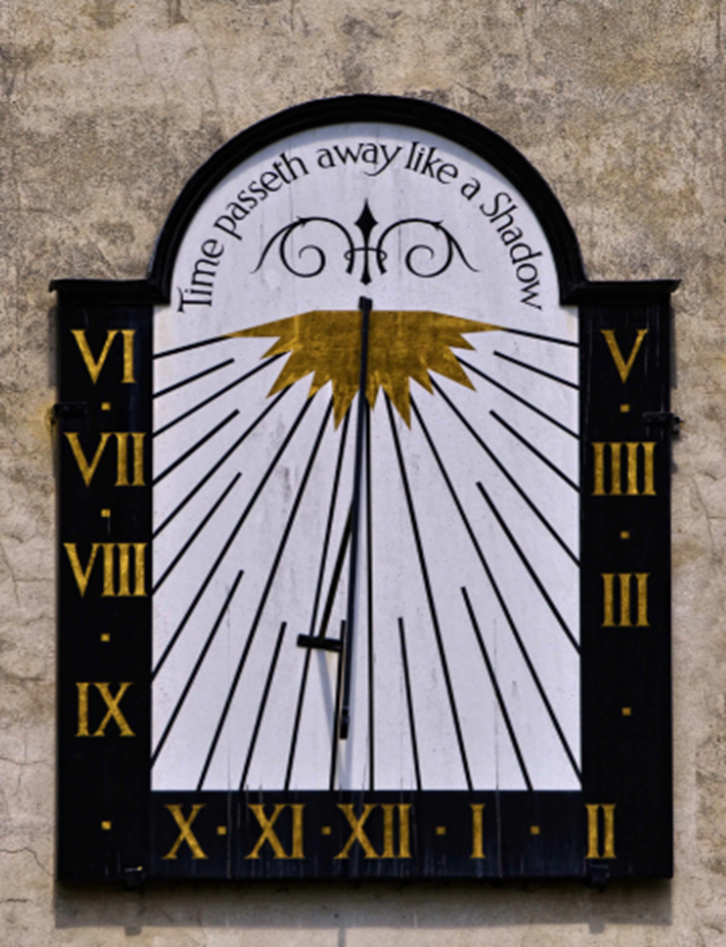 Time passeth away like a Shadow
VI V
VII IIII
VIII III
IX
X · XI · XII · I · II